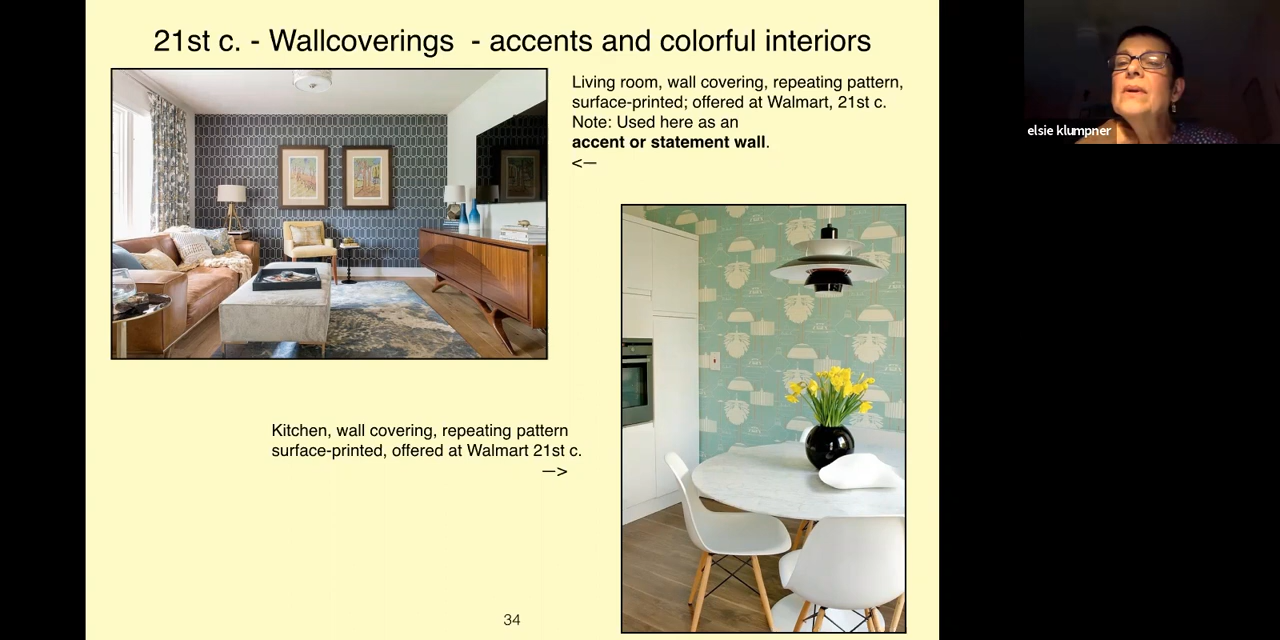 21st c. - Wallcoverings - accents and colorful interiors
Living room, wall covering, repeating pattern,
surface-printed; offered at Walmart, 21st c.
Note: Used here as an
accent or statement wall.
<—
elsie klumpner
Kitchen, wall covering, repeating pattern
surface-printed, offered at Walmart 21st c.
—>
34